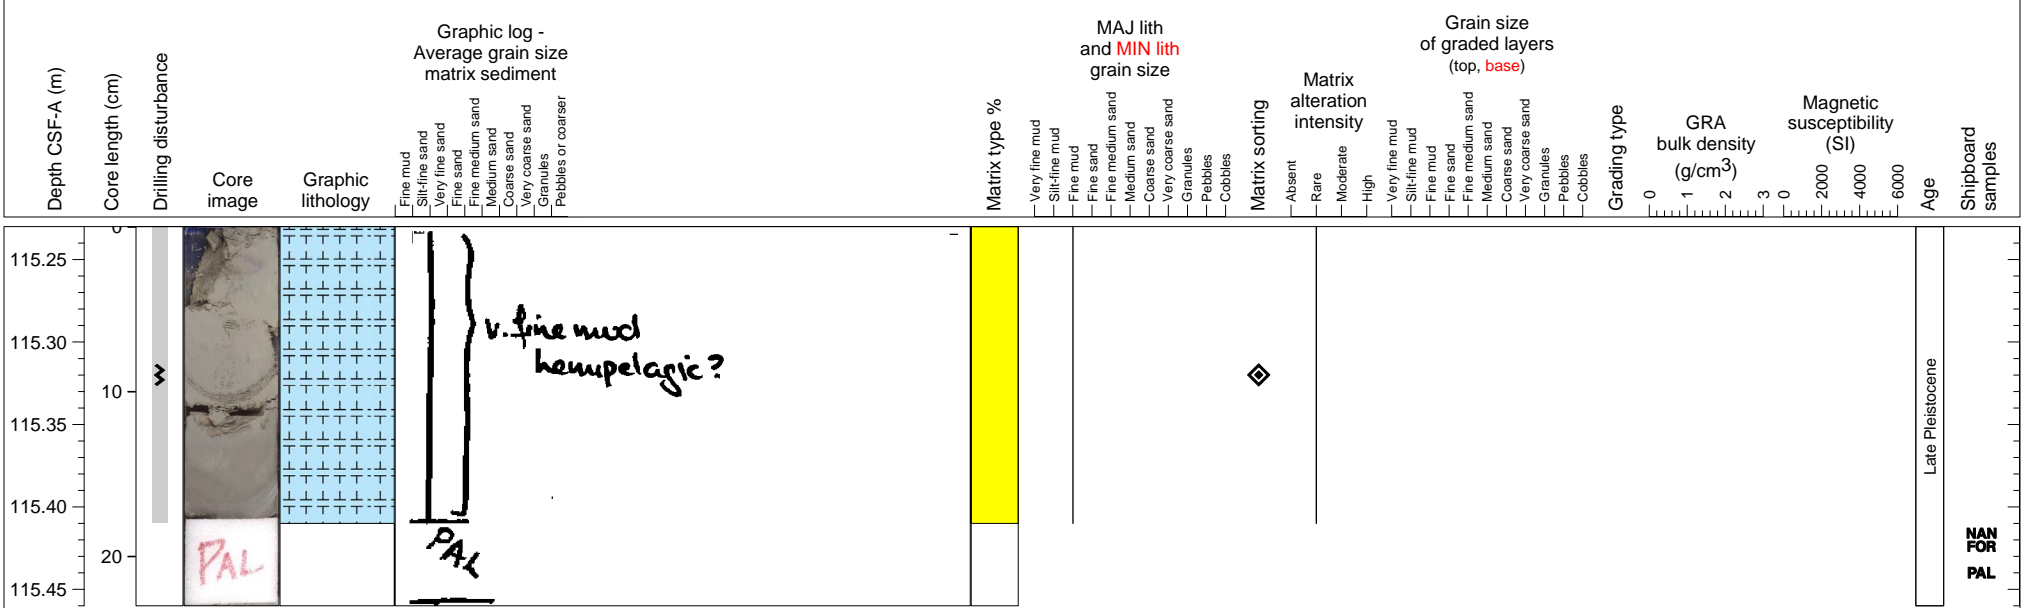 Depth CSF-A (m)
Core length (cm)
Drilling disturbance
Core
image
Graphic
lithology
Graphic log -
Average grain size
matrix sediment
Fine mud
Silt-fine sand
Very fine sand
Fine sand
Fine medium sand
Medium sand
Coarse sand
Very coarse sand
Granules
Pebbles or coarser
Matrix type %
MAJ lith
and MIN lith
grain size
Very fine mud
Silt-fine mud
Fine mud
Fine sand
Fine medium sand
Medium sand
Coarse sand
Very coarse sand
Granules
Pebbles
Cobbles
Matrix sorting
Matrix
alteration
intensity
Absent
Rare
Moderate
High
Grain size
of graded layers
(top, base)
Very fine mud
Silt-fine mud
Fine mud
Fine sand
Fine medium sand
Medium sand
Coarse sand
Very coarse sand
Granules
Pebbles
Cobbles
Grading type
GRA
bulk density
(g/cm3)
0 1 2 3
Magnetic
susceptibility
(SI)
0 2000 4000 6000
Age
Shipboard
samples
0
115.25
115.30
10
115.35
115.40
20
115.45
v. fine mud
hemipelagic?
PAL
PAL
Late Pleistocene
NAN
FOR
PAL